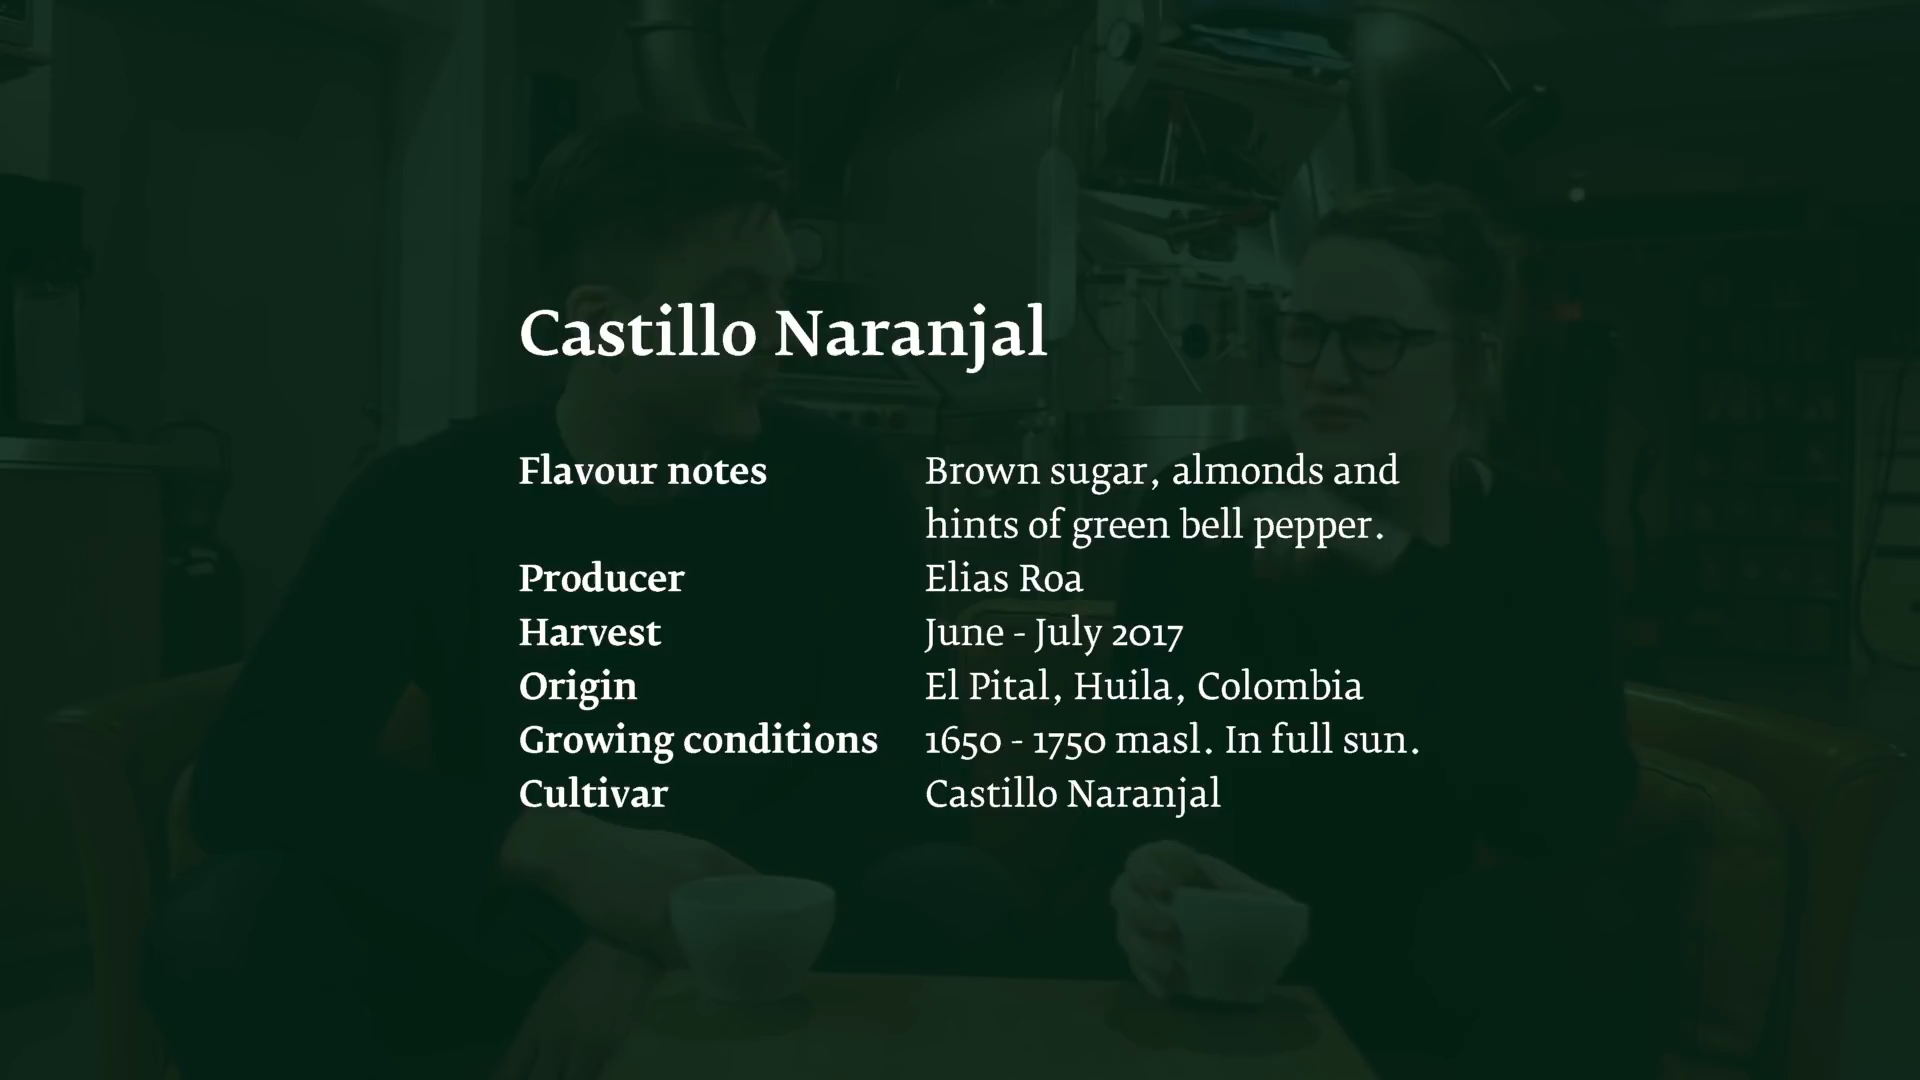 Castillo Naranjal
Flavour notes Brown sugar, almonds and
hints of green bell pepper.
Producer Elias Roa
Harvest June - July 2017
Origin El Pital, Huila, Colombia
Growing conditions 1650 - 1750 masl. In full sun.
Cultivar Castillo Naranjal